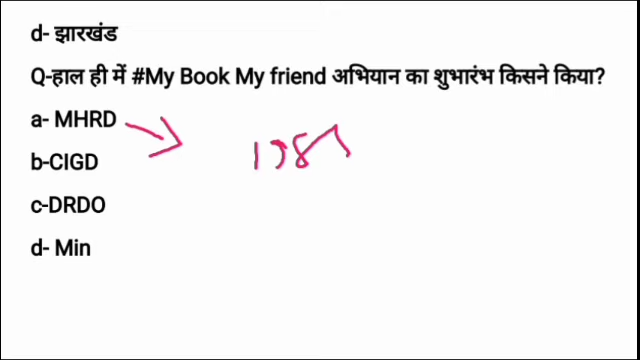 d- झारखंड
Q-हाल ही में #My Book My friend अभियान का शुभारंभ किसने किया?
a- MHRD
b-CIGD
c-DRDO
d- Min